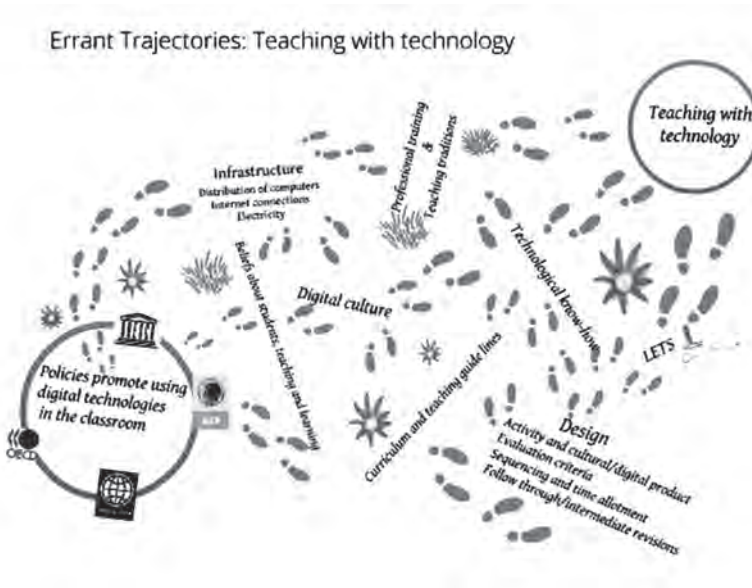 Errant Trajectories: Teaching with technology
Teaching with
technology
Professional training
&
Teaching traditions
Infrastructure
Distribution of computers
Internet connections
Electricity
Beliefs about students, teaching and learning
Digital culture
Technological know-how
Curriculum and teaching guide lines
LETS
Policies promote using
digital technologies
in the classroom
OECD
Design
Activity and cultural/digital product
Evaluation criteria
Sequencing and time allotment
Follow through/intermediate revisions